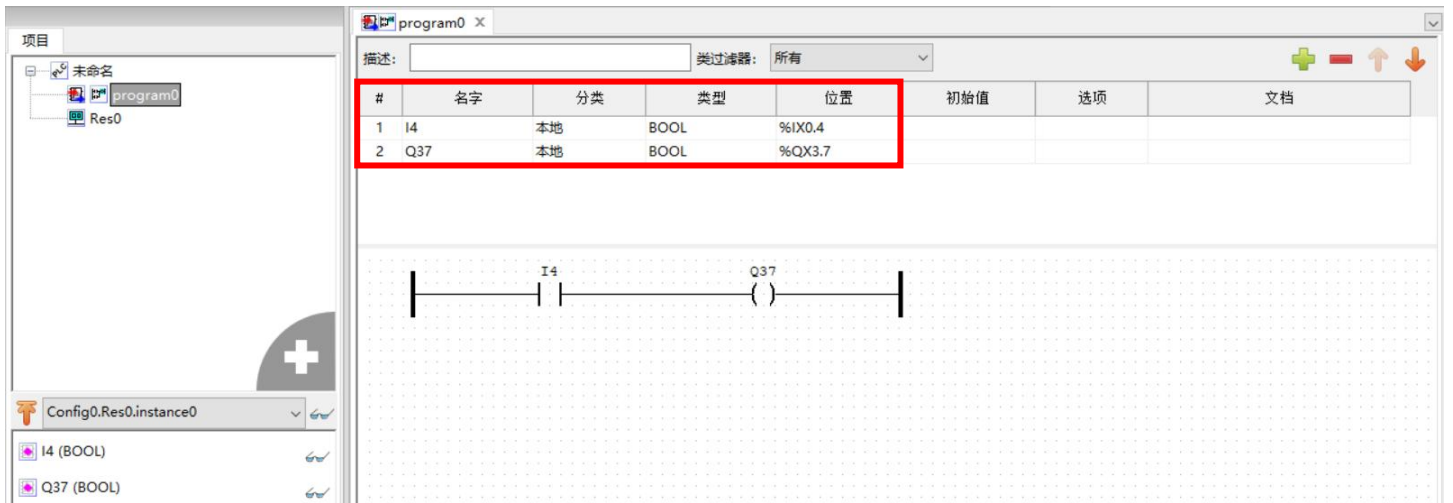 项目
未命名
program0
Res0
Config0.Res0.instance0
I4 (BOOL)
Q37 (BOOL)
program0
描述: 类过滤器: 所有
# 名字 分类 类型 位置 初始值 选项 文档
1 I4 本地 BOOL %IX0.4
2 Q37 本地 BOOL %QX3.7
I4 Q37